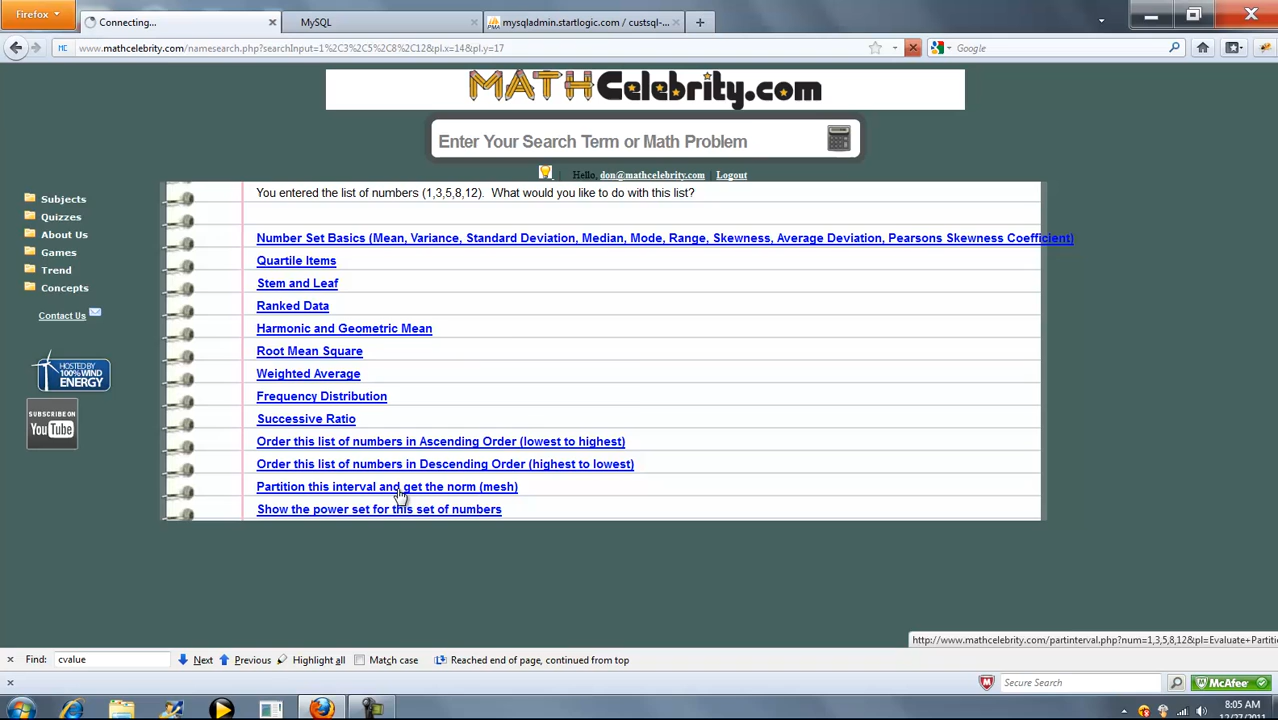 Firefox
Connecting...
MySQL
mysqladmin.startlogic.com / custsql-...
www.mathcelebrity.com/namesearch.php?searchInput=1%2C3%2C5%2C8%2C12&pl.x=14&pl.y=17
Google
MATHCelebrity.com
Enter Your Search Term or Math Problem
Hello, don@mathcelebrity.com | Logout
Subjects
Quizzes
About Us
Games
Trend
Concepts
Contact Us
HOSTED BY
100% WIND
ENERGY
SUBSCRIBE ON
YouTube
You entered the list of numbers (1,3,5,8,12). What would you like to do with this list?
Number Set Basics (Mean, Variance, Standard Deviation, Median, Mode, Range, Skewness, Average Deviation, Pearsons Skewness Coefficient)
Quartile Items
Stem and Leaf
Ranked Data
Harmonic and Geometric Mean
Root Mean Square
Weighted Average
Frequency Distribution
Successive Ratio
Order this list of numbers in Ascending Order (lowest to highest)
Order this list of numbers in Descending Order (highest to lowest)
Partition this interval and get the norm (mesh)
Show the power set for this set of numbers
http://www.mathcelebrity.com/partinterval.php?num=1,3,5,8,12&pl=Evaluate+Partiti
Find: cvalue Next Previous Highlight all Match case Reached end of page, continued from top
Secure Search McAfee
8:05 AM
12/27/2011